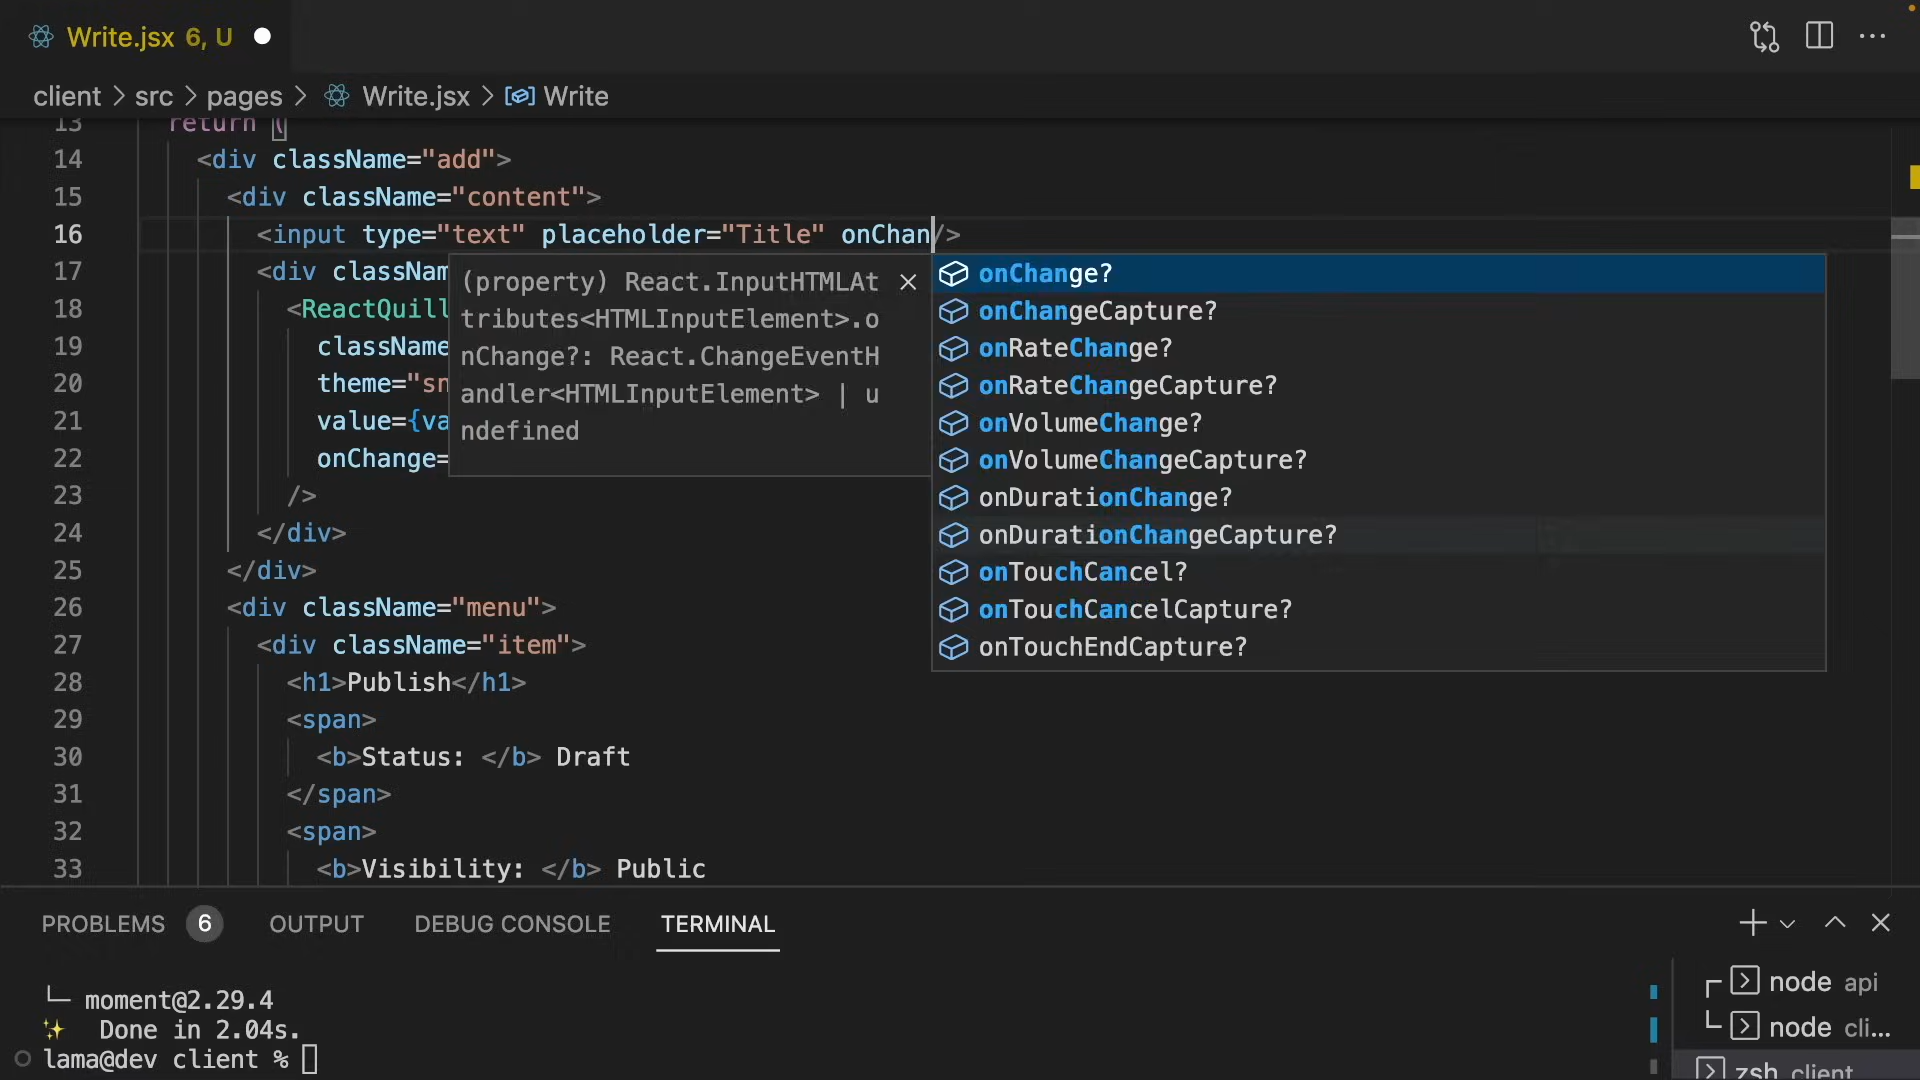 Write.jsx 6, U
client > src > pages > Write.jsx > Write
13 return (
14 <div className="add">
15 <div className="content">
16 <input type="text" placeholder="Title" onChan/>
17 <div classNam
18 <ReactQuill
19 className
20 theme="sn
21 value={va
22 onChange=
23 />
24 </div>
25 </div>
26 <div className="menu">
27 <div className="item">
28 <h1>Publish</h1>
29 <span>
30 <b>Status: </b> Draft
31 </span>
32 <span>
33 <b>Visibility: </b> Public
(property) React.InputHTMLAt
tributes<HTMLInputElement>.o
nChange?: React.ChangeEventH
andler<HTMLInputElement> | u
ndefined
onChange?
onChangeCapture?
onRateChange?
onRateChangeCapture?
onVolumeChange?
onVolumeChangeCapture?
onDurationChange?
onDurationChangeCapture?
onTouchCancel?
onTouchCancelCapture?
onTouchEndCapture?
PROBLEMS 6 OUTPUT DEBUG CONSOLE TERMINAL
└─ moment@2.29.4
✨ Done in 2.04s.
lama@dev client %
node api
node cli...
zsh client